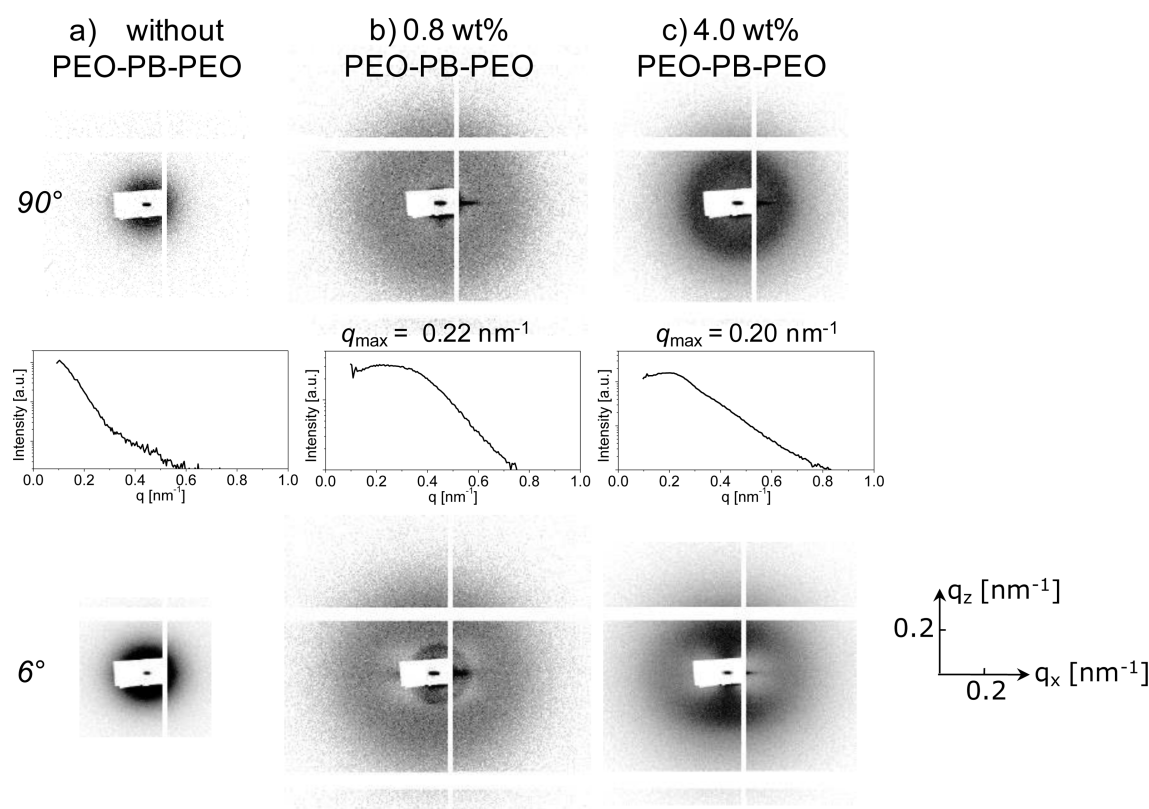 a) without
PEO-PB-PEO
b) 0.8 wt%
PEO-PB-PEO
c) 4.0 wt%
PEO-PB-PEO
90°
qmax = 0.22 nm-1
qmax = 0.20 nm-1
Intensity [a.u.]
0.0 0.2 0.4 0.6 0.8 1.0
q [nm-1]
Intensity [a.u.]
0.0 0.2 0.4 0.6 0.8 1.0
q [nm-1]
Intensity [a.u.]
0.0 0.2 0.4 0.6 0.8 1.0
q [nm-1]
6°
qz [nm-1]
0.2
qx [nm-1]
0.2